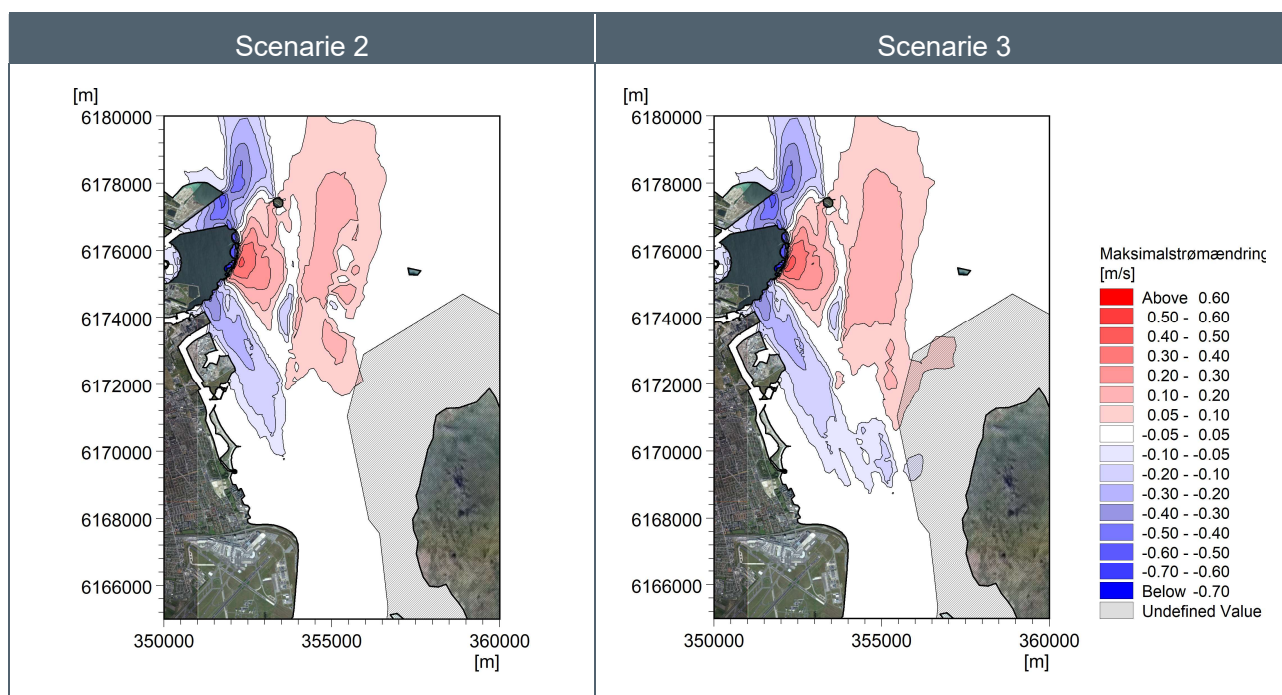 Scenarie 2
Scenarie 3
[m]
6180000
6178000
6176000
6174000
6172000
6170000
6168000
6166000
350000 355000 360000
[m]
[m]
6180000
6178000
6176000
6174000
6172000
6170000
6168000
6166000
350000 355000 360000
[m]
Maksimalstrømændring
[m/s]
Above 0.60
0.50 - 0.60
0.40 - 0.50
0.30 - 0.40
0.20 - 0.30
0.10 - 0.20
0.05 - 0.10
-0.05 - 0.05
-0.10 - -0.05
-0.20 - -0.10
-0.30 - -0.20
-0.40 - -0.30
-0.50 - -0.40
-0.60 - -0.50
-0.70 - -0.60
Below -0.70
Undefined Value